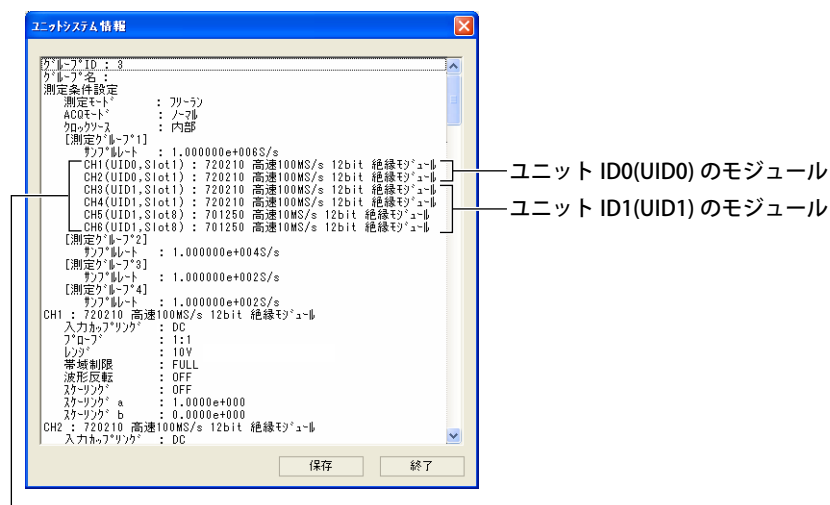 ユニットシステム情報
ｸﾞﾙｰﾌﾟID : 3
ｸﾞﾙｰﾌﾟ名 :
測定条件設定
測定ﾓｰﾄﾞ : ﾌﾘｰﾗﾝ
ACQﾓｰﾄﾞ : ﾉｰﾏﾙ
ｸﾛｯｸｿｰｽ : 内部
[測定ｸﾞﾙｰﾌﾟ1]
ｻﾝﾌﾟﾙﾚｰﾄ : 1.000000e+006S/s
CH1(UID0,Slot1) : 720210 高速100MS/s 12bit 絶縁ﾓｼﾞｭｰﾙ
CH2(UID0,Slot1) : 720210 高速100MS/s 12bit 絶縁ﾓｼﾞｭｰﾙ
ユニット ID0(UID0) のモジュール
CH3(UID1,Slot1) : 720210 高速100MS/s 12bit 絶縁ﾓｼﾞｭｰﾙ
CH4(UID1,Slot1) : 720210 高速100MS/s 12bit 絶縁ﾓｼﾞｭｰﾙ
CH5(UID1,Slot8) : 701250 高速10MS/s 12bit 絶縁ﾓｼﾞｭｰﾙ
CH6(UID1,Slot8) : 701250 高速10MS/s 12bit 絶縁ﾓｼﾞｭｰﾙ
ユニット ID1(UID1) のモジュール
[測定ｸﾞﾙｰﾌﾟ2]
ｻﾝﾌﾟﾙﾚｰﾄ : 1.000000e+004S/s
[測定ｸﾞﾙｰﾌﾟ3]
ｻﾝﾌﾟﾙﾚｰﾄ : 1.000000e+002S/s
[測定ｸﾞﾙｰﾌﾟ4]
ｻﾝﾌﾟﾙﾚｰﾄ : 1.000000e+002S/s
CH1 : 720210 高速100MS/s 12bit 絶縁ﾓｼﾞｭｰﾙ
入力ｶｯﾌﾟﾘﾝｸﾞ : DC
ﾌﾟﾛｰﾌﾞ : 1:1
ﾚﾝｼﾞ : 10V
帯域制限 : FULL
波形反転 : OFF
ｽｹｰﾘﾝｸﾞ : OFF
ｽｹｰﾘﾝｸﾞ a : 1.0000e+000
ｽｹｰﾘﾝｸﾞ b : 0.0000e+000
CH2 : 720210 高速100MS/s 12bit 絶縁ﾓｼﾞｭｰﾙ
入力ｶｯﾌﾟﾘﾝｸﾞ : DC
保存
終了